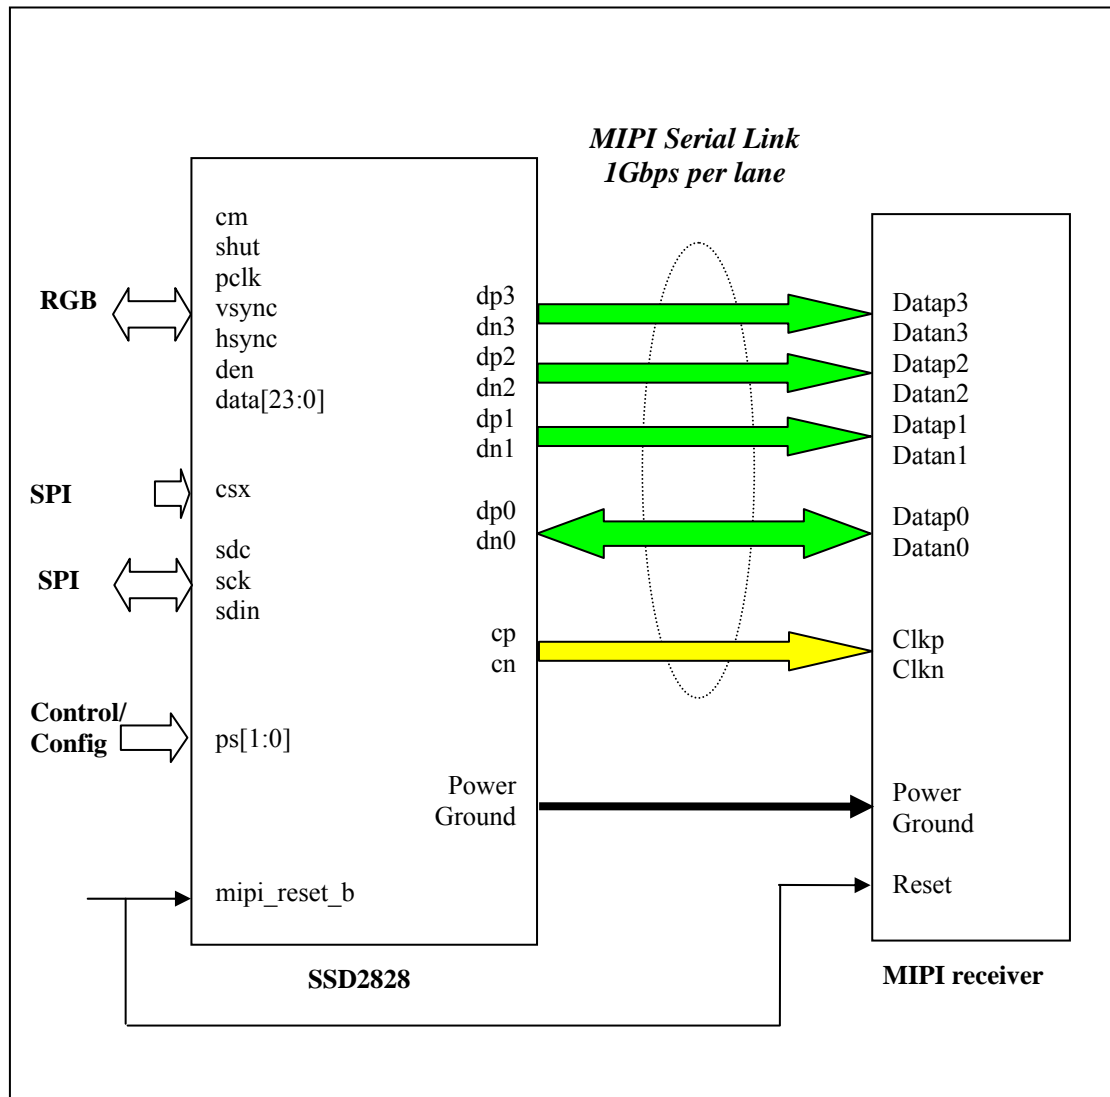 MIPI Serial Link
1Gbps per lane
RGB
cm
shut
pclk
vsync
hsync
den
data[23:0]
SPI
csx
SPI
sdc
sck
sdin
Control/
Config
ps[1:0]
mipi_reset_b
dp3
dn3
dp2
dn2
dp1
dn1
dp0
dn0
cp
cn
Power
Ground
SSD2828
Datap3
Datan3
Datap2
Datan2
Datap1
Datan1
Datap0
Datan0
Clkp
Clkn
Power
Ground
Reset
MIPI receiver